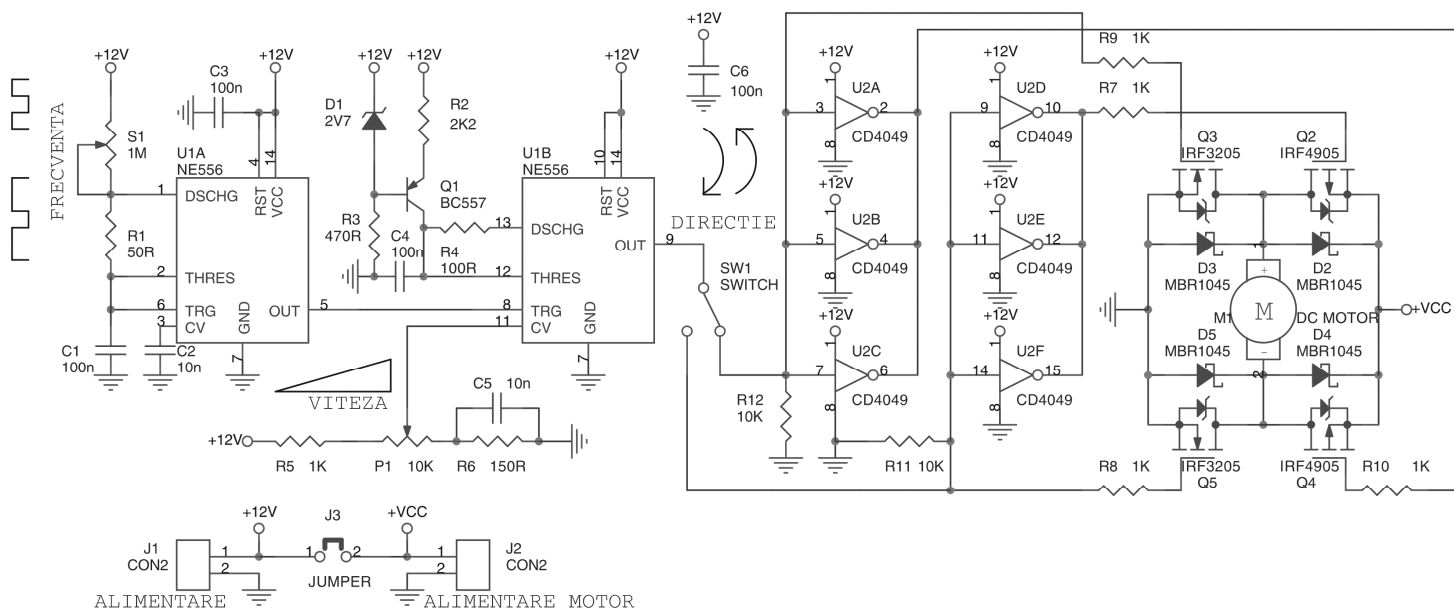 +12V
+12V
+12V
C3
100n
+12V
D1
2V7
+12V
R2
2K2
+12V
+12V
C6
100n
+12V
U2A
3
1
2
8
CD4049
+12V
U2D
9
1
10
8
CD4049
R9 1K
R7 1K
FRECVENTA
S1
1M
U1A
NE556
4
14
1
DSCHG
RST
VCC
R1
50R
2
THRES
6
TRG
3
CV
GND
OUT
5
7
C1
100n
C2
10n
Q1
BC557
R3
470R
C4
100n
R4
100R
U1B
NE556
10
14
13
DSCHG
RST
VCC
OUT
9
12
THRES
8
TRG
11
CV
GND
7
DIRECTIE
SW1
SWITCH
+12V
U2B
5
1
4
8
CD4049
+12V
U2E
11
1
12
8
CD4049
+12V
U2C
7
1
6
8
CD4049
+12V
U2F
14
1
15
8
CD4049
Q3
IRF3205
Q2
IRF4905
D3
MBR1045
D2
MBR1045
1
+
M
M1
DC MOTOR
-
2
+VCC
D5
MBR1045
D4
MBR1045
IRF3205
Q5
IRF4905
Q4
R8 1K
R10 1K
R12
10K
R11 10K
VITEZA
C5 10n
+12V
R5 1K
P1 10K
R6 150R
J1
CON2
1
2
+12V
J3
1
2
JUMPER
+VCC
1
2
J2
CON2
ALIMENTARE
ALIMENTARE MOTOR